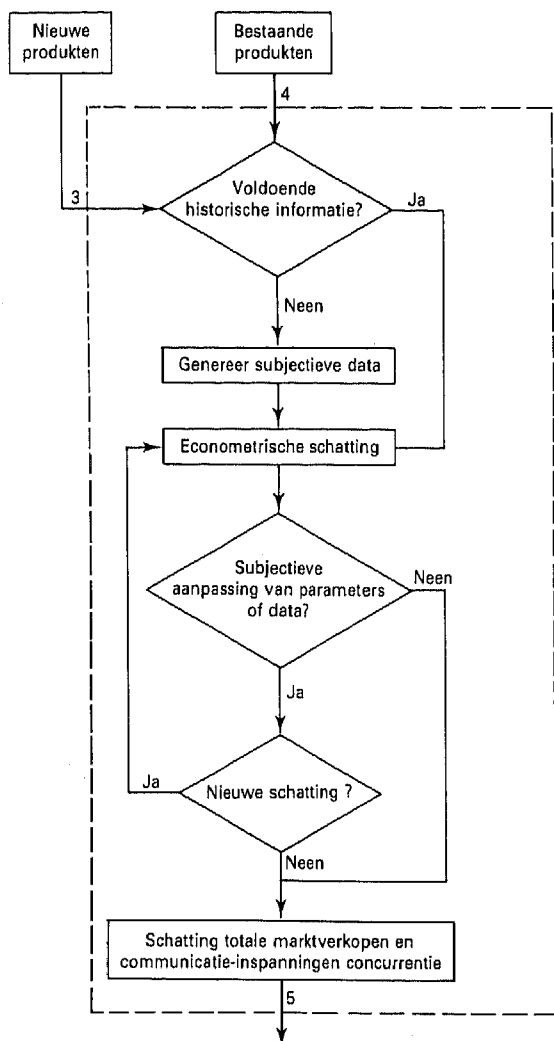 Nieuwe
produkten
Bestaande
produkten
4
3
Voldoende
historische informatie?
Ja
Neen
Genereer subjectieve data
Econometrische schatting
Subjectieve
aanpassing van parameters
of data?
Neen
Ja
Nieuwe schatting ?
Ja
Neen
Schatting totale marktverkopen en
communicatie-inspanningen concurrentie
5